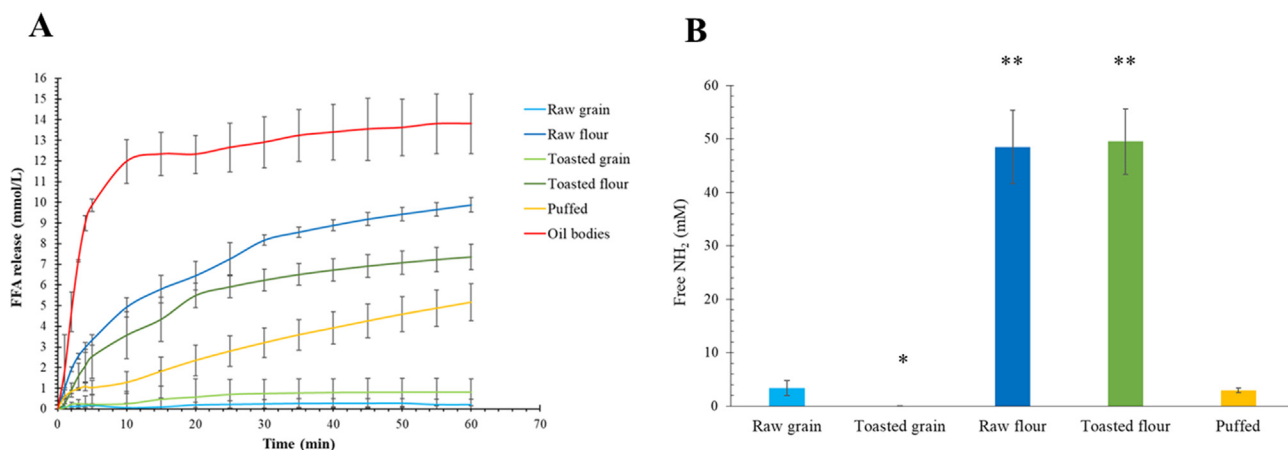 A
FFA release (mmol/L)
16
15
14
13
12
11
10
9
8
7
6
5
4
3
2
1
0
0 10 20 30 40 50 60 70
Time (min)
Raw grain
Raw flour
Toasted grain
Toasted flour
Puffed
Oil bodies
B
Free NH₂ (mM)
60
50
40
30
20
10
0
* ** **
Raw grain Toasted grain Raw flour Toasted flour Puffed